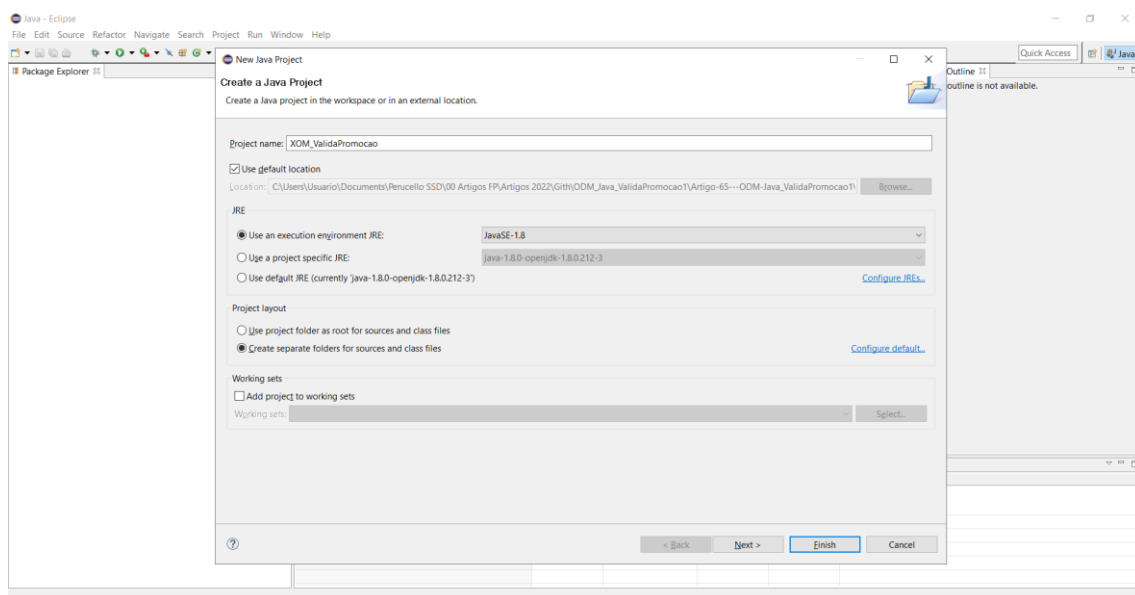 Java - Eclipse
File Edit Source Refactor Navigate Search Project Run Window Help
Quick Access
Java
Package Explorer
Outline
outline is not available.
New Java Project
Create a Java Project
Create a Java project in the workspace or in an external location.
Project name: XOM_ValidaPromocao
Use default location
Location: C:\Users\Usuario\Documents\Perucello SSD\00 Artigos FP\Artigos 2022\Gith\ODM_Java_ValidaPromocao1\Artigo-65---ODM-Java_ValidaPromocao1\ Browse...
JRE
Use an execution environment JRE: JavaSE-1.8
Use a project specific JRE: java-1.8.0-openjdk-1.8.0.212-3
Use default JRE (currently 'java-1.8.0-openjdk-1.8.0.212-3') Configure JREs...
Project layout
Use project folder as root for sources and class files
Create separate folders for sources and class files Configure default...
Working sets
Add project to working sets
Working sets: Select...
? < Back Next > Finish Cancel